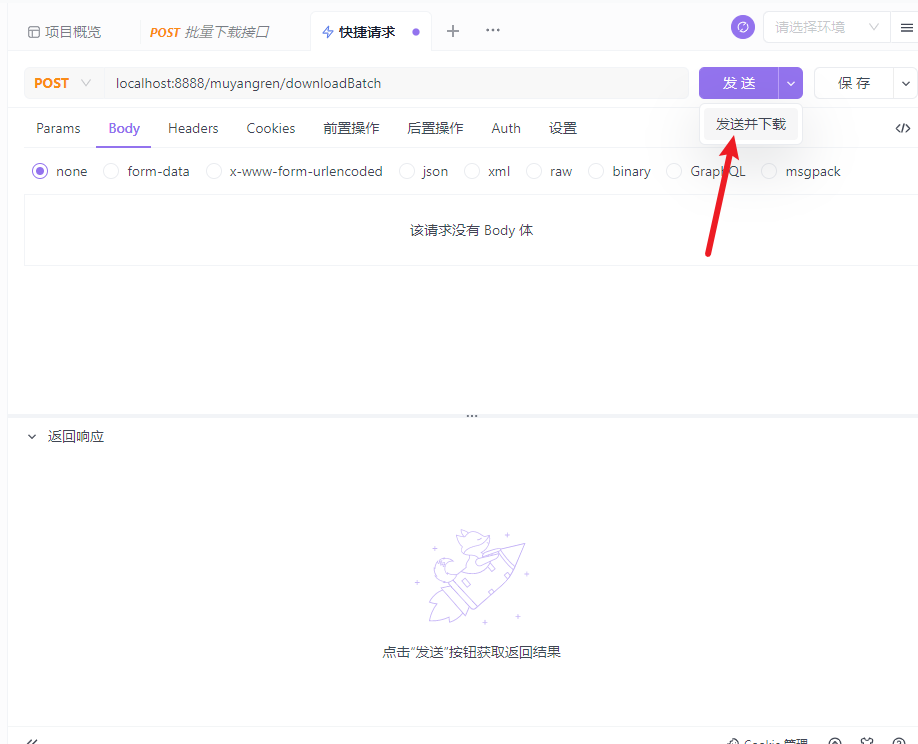 项目概览 POST 批量下载接口 快捷请求 请选择环境
POST localhost:8888/muyangren/downloadBatch 发送 保存
Params Body Headers Cookies 前置操作 后置操作 Auth 设置 发送并下载 </>
none form-data x-www-form-urlencoded json xml raw binary GraphQL msgpack
该请求没有 Body 体
返回响应
点击“发送”按钮获取返回结果
Cookie 管理